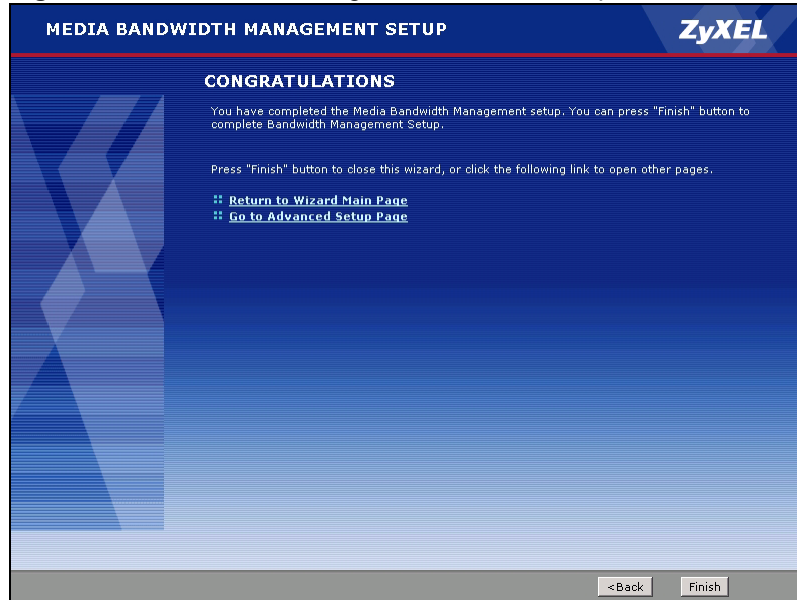 MEDIA BANDWIDTH MANAGEMENT SETUP
ZyXEL
CONGRATULATIONS
You have completed the Media Bandwidth Management setup. You can press "Finish" button to
complete Bandwidth Management Setup.
Press "Finish" button to close this wizard, or click the following link to open other pages.
Return to Wizard Main Page
Go to Advanced Setup Page
<Back
Finish